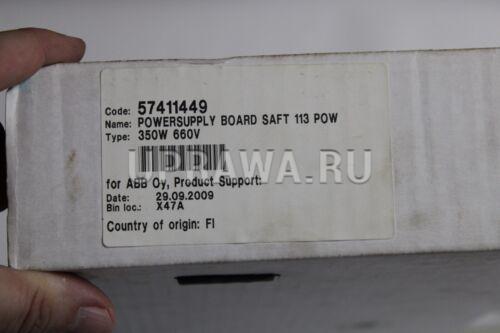 Code: 57411449
Name: POWERSUPPLY BOARD SAFT 113 POW
Type: 350W 660V
UPRAWA.RU
for ABB Oy, Product Support:
Date: 29.09.2009
Bin loc.: X47A
Country of origin: FI